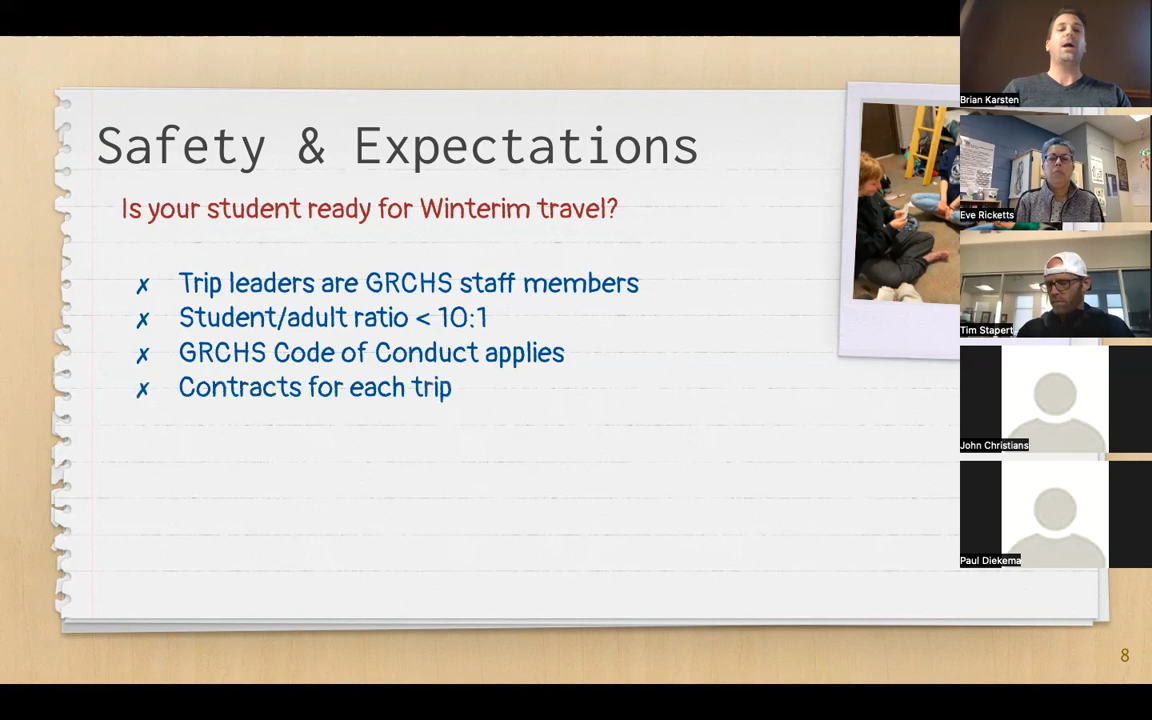 Safety & Expectations
Is your student ready for Winterim travel?
✗ Trip leaders are GRCHS staff members
✗ Student/adult ratio < 10:1
✗ GRCHS Code of Conduct applies
✗ Contracts for each trip
8
Brian Karsten
Eve Ricketts
Tim Stapert
John Christians
Paul Diekema